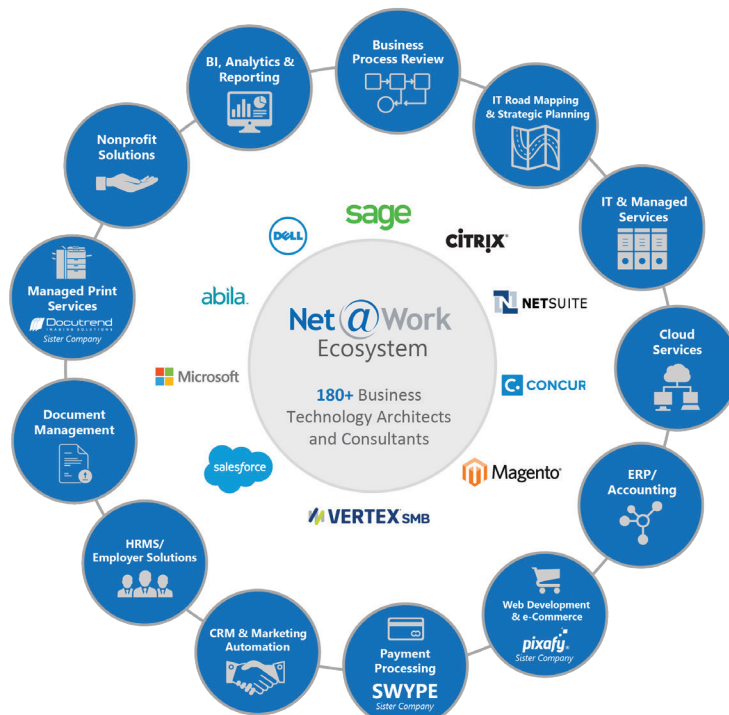 Business
Process Review
IT Road Mapping
& Strategic Planning
IT & Managed
Services
Cloud
Services
ERP/
Accounting
Web Development
& e-Commerce
pixafy®
Sister Company
Payment
Processing
SWYPE
Sister Company
CRM & Marketing
Automation
HRMS/
Employer Solutions
Document
Management
Managed Print
Services
Docutrend
IMAGING SOLUTIONS
Sister Company
Nonprofit
Solutions
BI, Analytics &
Reporting
sage
CITRIX®
NETSUITE
CONCUR
Magento®
VERTEX SMB
salesforce
Microsoft
abila.
DELL
Net@Work
Ecosystem
180+ Business
Technology Architects
and Consultants